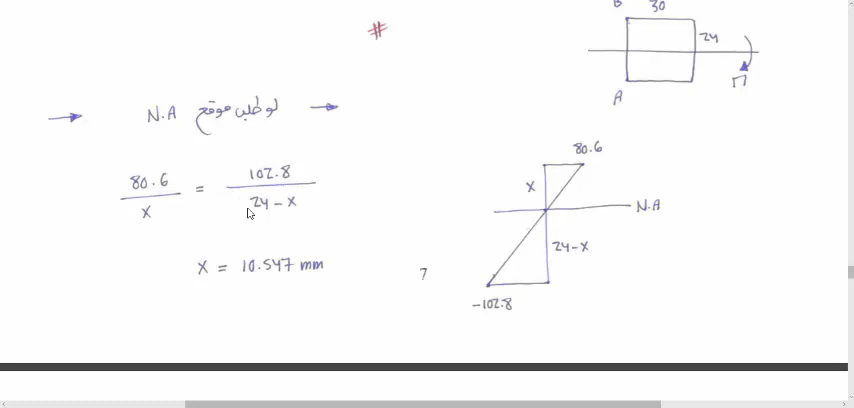 #
B 30
24
M
A
→ لو طلب موقع N.A →
80.6 / x = 102.8 / 24 - x
x = 10.547 mm
80.6
x
N.A
24-x
-102.8
7